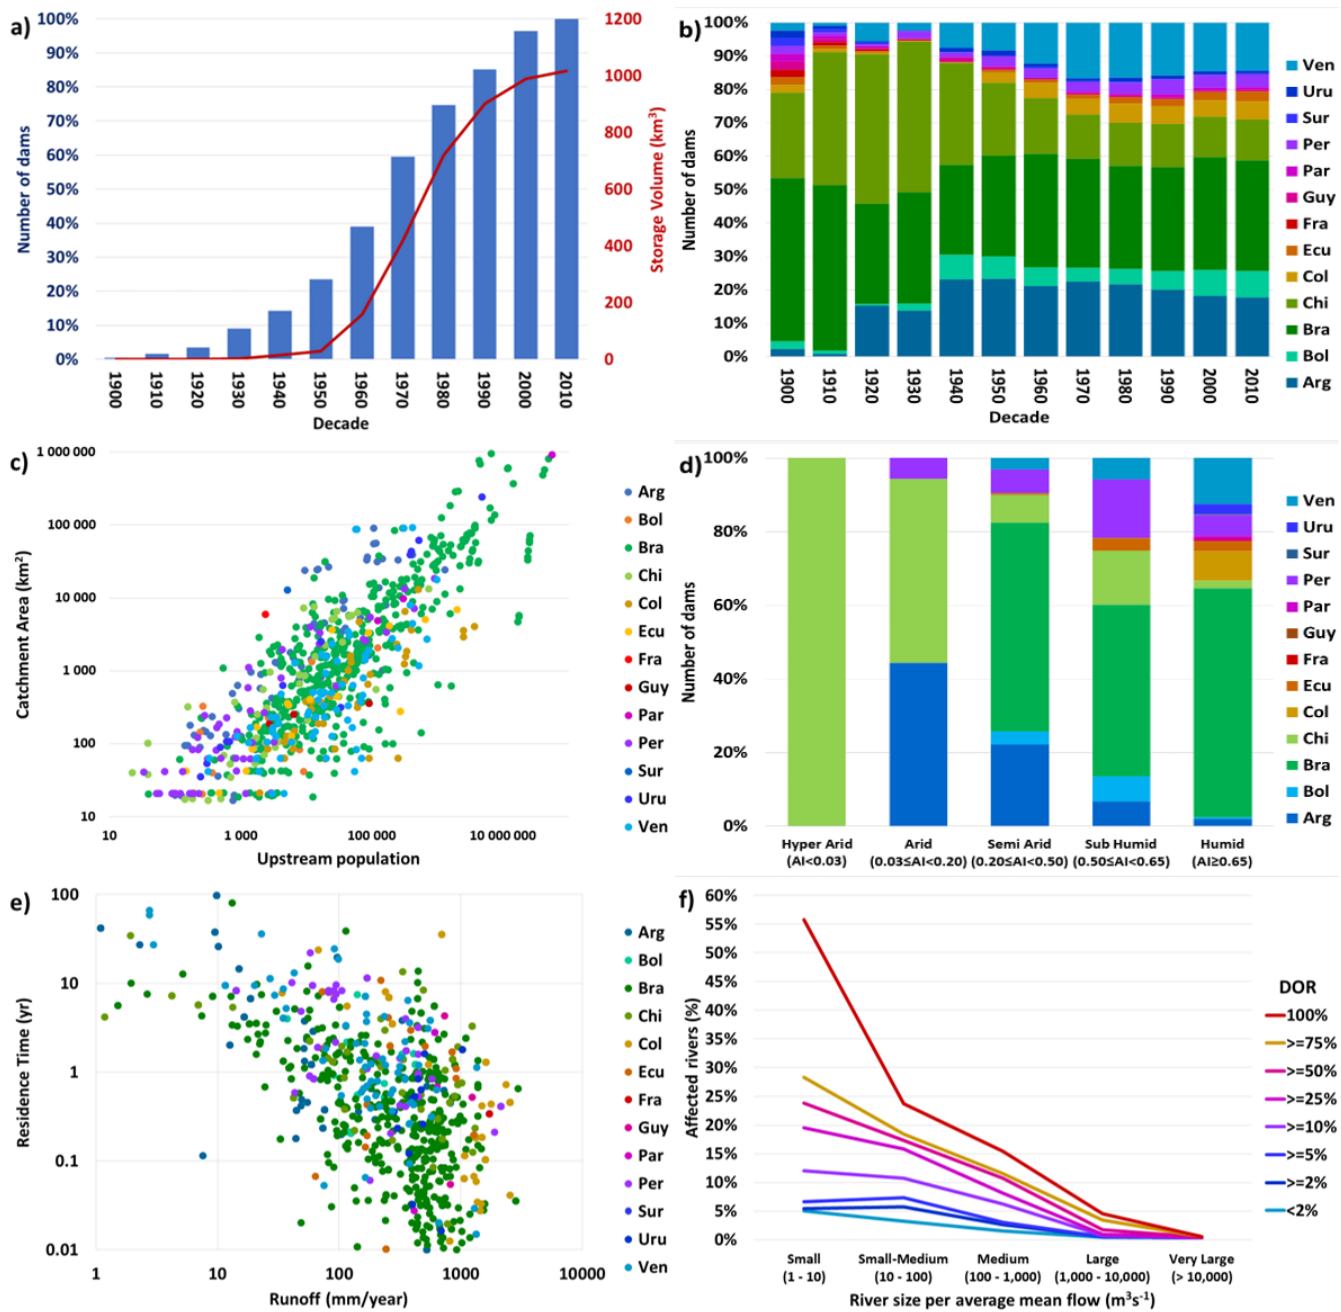 a)
100%
90%
80%
70%
60%
50%
40%
30%
20%
10%
0%
Number of dams
1200
1000
800
600
400
200
0
Storage Volume (km³)
1900 1910 1920 1930 1940 1950 1960 1970 1980 1990 2000 2010
Decade
b)
100%
90%
80%
70%
60%
50%
40%
30%
20%
10%
0%
Number of dams
1900 1910 1920 1930 1940 1950 1960 1970 1980 1990 2000 2010
Decade
Ven
Uru
Sur
Per
Par
Guy
Fra
Ecu
Col
Chi
Bra
Bol
Arg
c)
1 000 000
100 000
10 000
1 000
100
10
Catchment Area (km²)
10 1 000 100 000 10 000 000
Upstream population
Arg
Bol
Bra
Chi
Col
Ecu
Fra
Guy
Par
Per
Sur
Uru
Ven
d)
100%
80%
60%
40%
20%
0%
Number of dams
Hyper Arid Arid Semi Arid Sub Humid Humid
(AI<0.03) (0.03≤AI<0.20) (0.20≤AI<0.50) (0.50≤AI<0.65) (AI≥0.65)
Ven
Uru
Sur
Per
Par
Guy
Fra
Ecu
Col
Chi
Bra
Bol
Arg
e)
100
10
1
0.1
0.01
Residence Time (yr)
1 10 100 1000 10000
Runoff (mm/year)
Arg
Bol
Bra
Chi
Col
Ecu
Fra
Guy
Par
Per
Sur
Uru
Ven
f)
60%
55%
50%
45%
40%
35%
30%
25%
20%
15%
10%
5%
0%
Affected rivers (%)
Small Small-Medium Medium Large Very Large
(1 - 10) (10 - 100) (100 - 1,000) (1,000 - 10,000) (> 10,000)
River size per average mean flow (m³s⁻¹)
DOR
100%
>=75%
>=50%
>=25%
>=10%
>=5%
>=2%
<2%